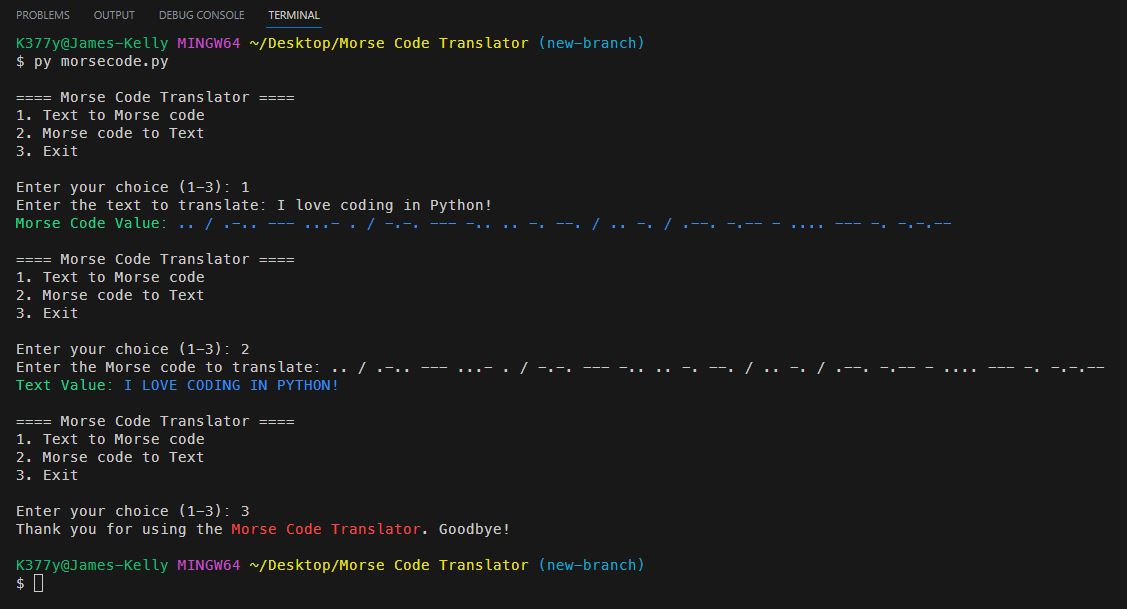 PROBLEMS OUTPUT DEBUG CONSOLE TERMINAL
K377y@James-Kelly MINGW64 ~/Desktop/Morse Code Translator (new-branch)
$ py morsecode.py
==== Morse Code Translator ====
1. Text to Morse code
2. Morse code to Text
3. Exit
Enter your choice (1-3): 1
Enter the text to translate: I love coding in Python!
Morse Code Value: .. / .-.. --- ...- . / -.-. --- -.. .. -. --. / .. -. / .--. -.-- - .... --- -. -.-.--
==== Morse Code Translator ====
1. Text to Morse code
2. Morse code to Text
3. Exit
Enter your choice (1-3): 2
Enter the Morse code to translate: .. / .-.. --- ...- . / -.-. --- -.. .. -. --. / .. -. / .--. -.-- - .... --- -. -.-.--
Text Value: I LOVE CODING IN PYTHON!
==== Morse Code Translator ====
1. Text to Morse code
2. Morse code to Text
3. Exit
Enter your choice (1-3): 3
Thank you for using the Morse Code Translator. Goodbye!
K377y@James-Kelly MINGW64 ~/Desktop/Morse Code Translator (new-branch)
$